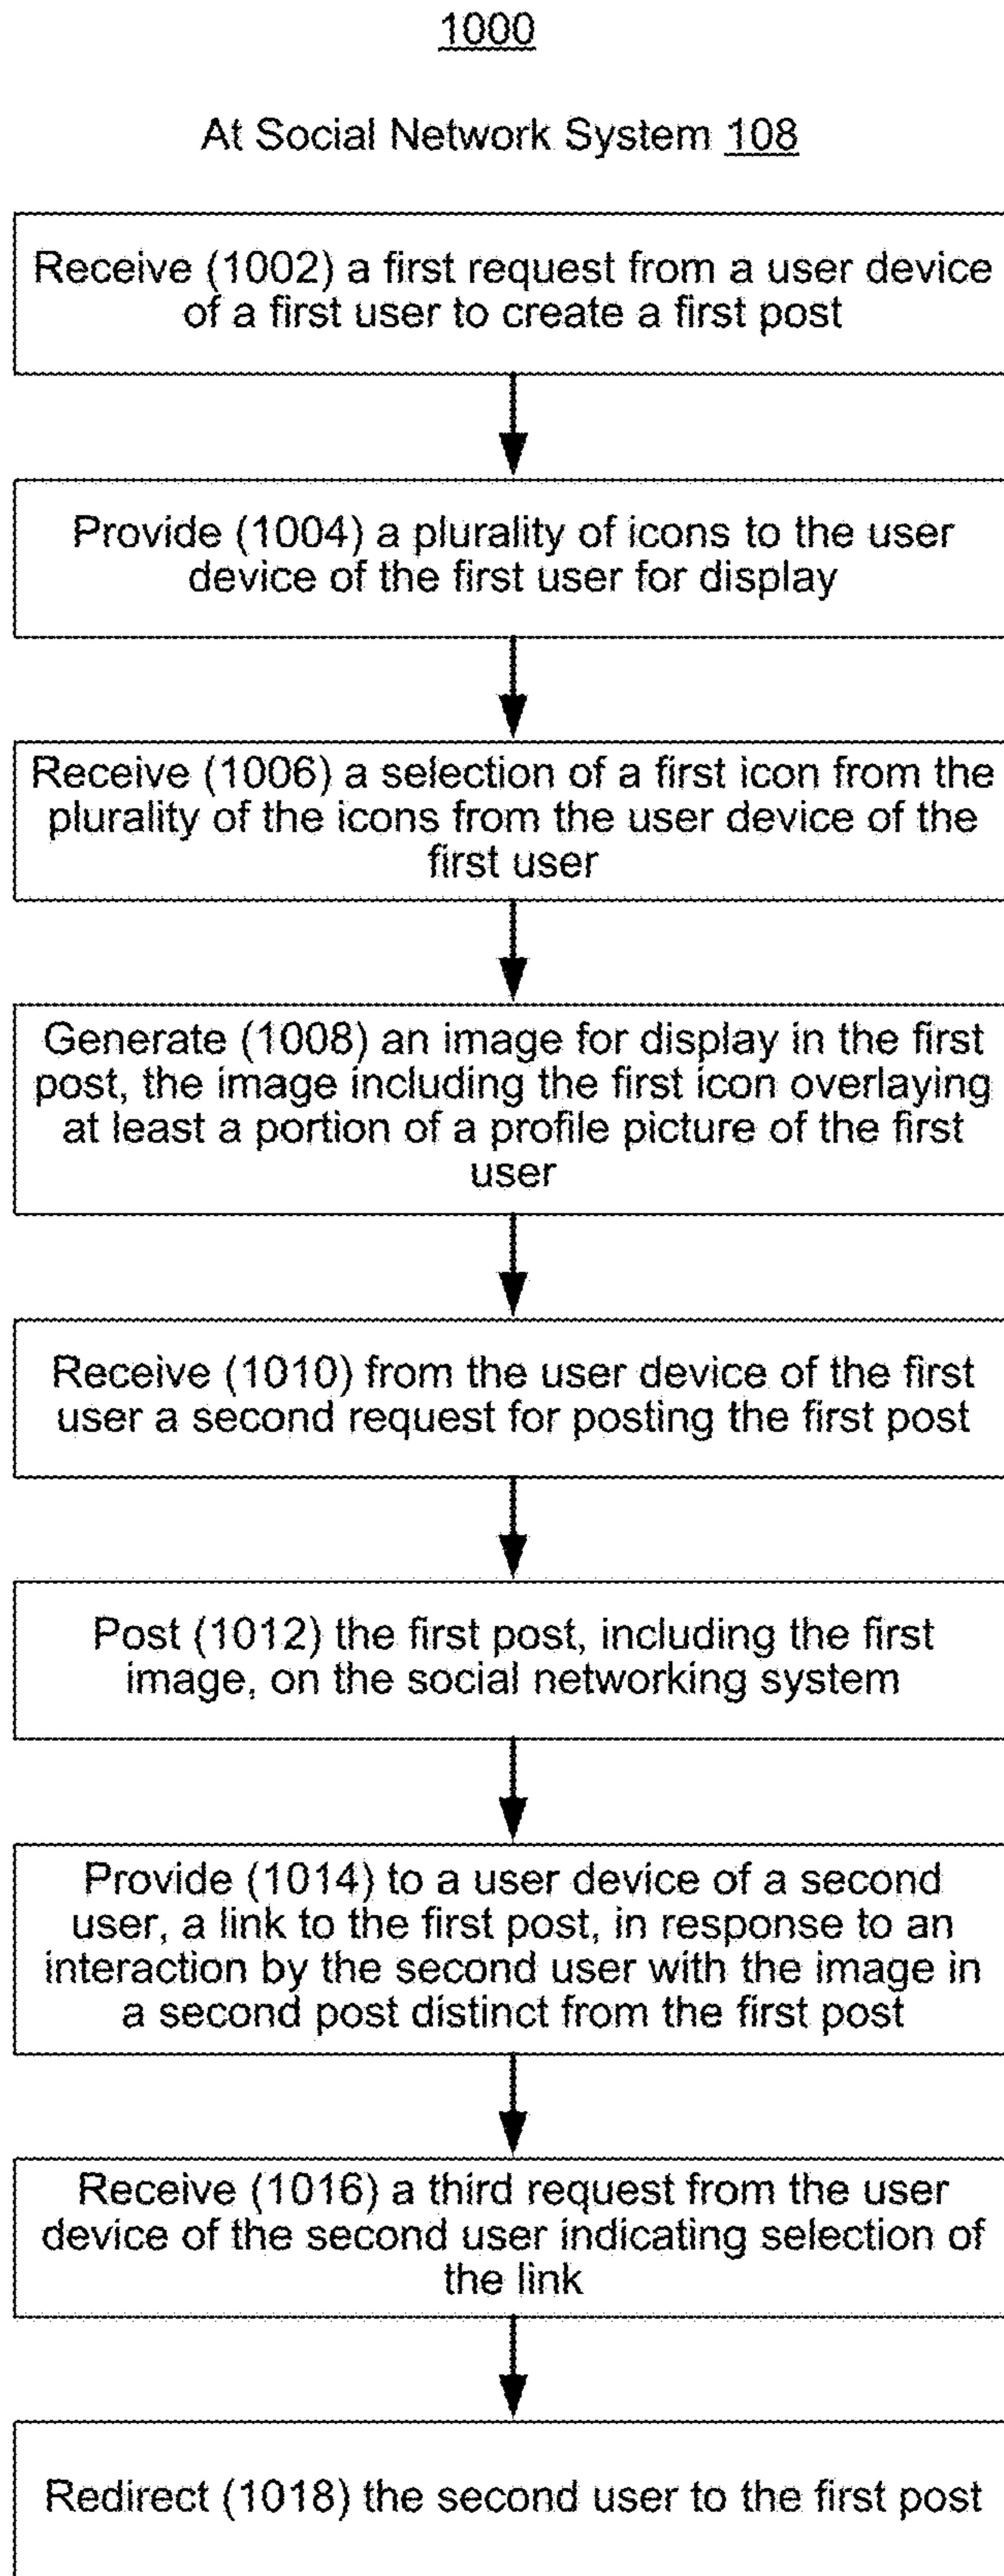 1000
At Social Network System 108
Receive (1002) a first request from a user device
of a first user to create a first post
Provide (1004) a plurality of icons to the user
device of the first user for display
Receive (1006) a selection of a first icon from the
plurality of the icons from the user device of the
first user
Generate (1008) an image for display in the first
post, the image including the first icon overlaying
at least a portion of a profile picture of the first
user
Receive (1010) from the user device of the first
user a second request for posting the first post
Post (1012) the first post, including the first
image, on the social networking system
Provide (1014) to a user device of a second
user, a link to the first post, in response to an
interaction by the second user with the image in
a second post distinct from the first post
Receive (1016) a third request from the user
device of the second user indicating selection of
the link
Redirect (1018) the second user to the first post